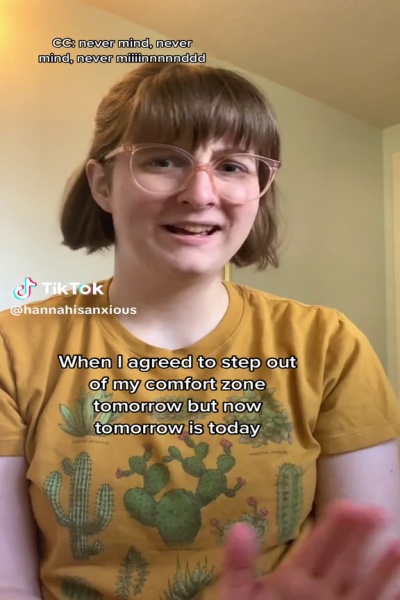 CC: never mind, never
mind, never miiiinnnnnddd
TikTok
@hannahisanxious
When I agreed to step out
of my comfort zone
tomorrow but now
tomorrow is today